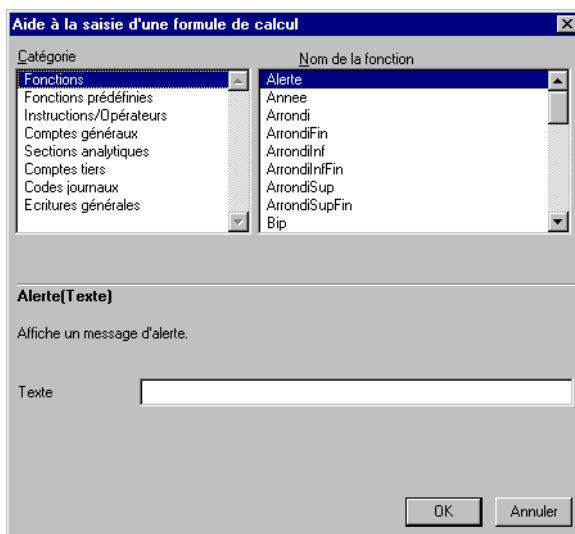 Aide à la saisie d'une formule de calcul
Catégorie
Nom de la fonction
Fonctions
Fonctions prédéfinies
Instructions/Opérateurs
Comptes généraux
Sections analytiques
Comptes tiers
Codes journaux
Ecritures générales
Alerte
Annee
Arrondi
ArrondiFin
ArrondiInf
ArrondiInfFin
ArrondiSup
ArrondiSupFin
Bip
Alerte(Texte)
Affiche un message d'alerte.
Texte
OK
Annuler